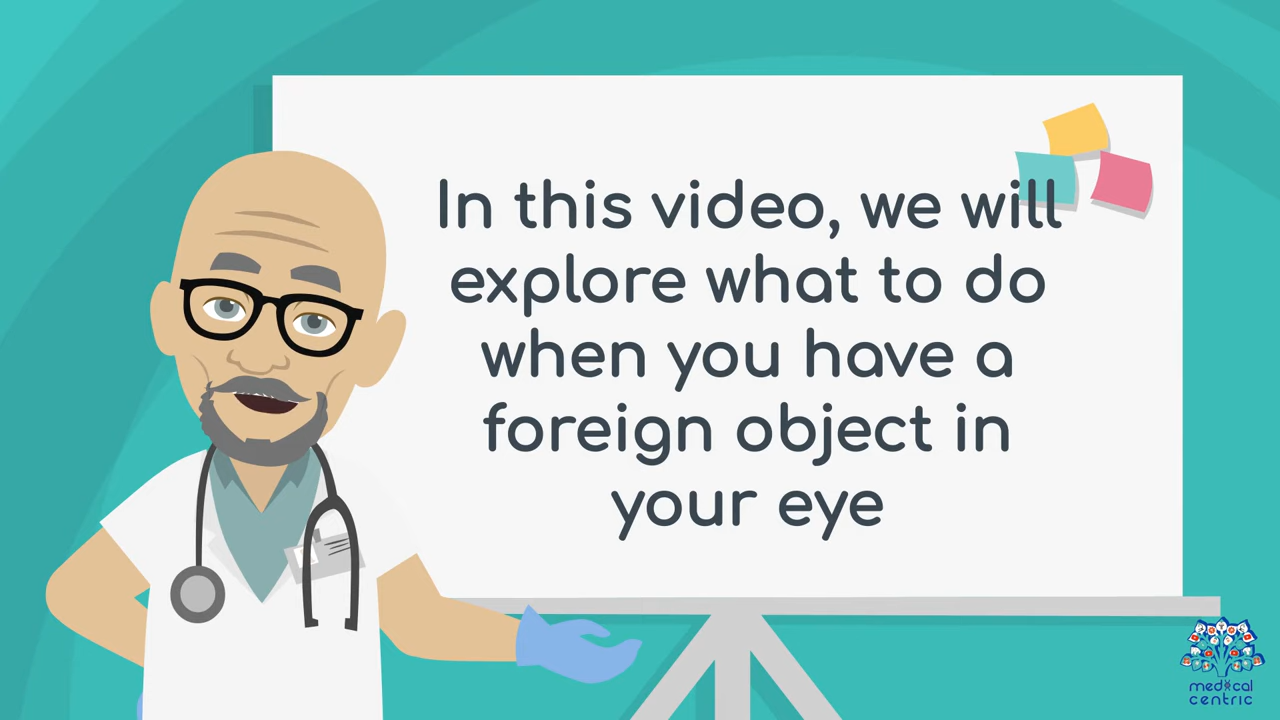 In this video, we will
explore what to do
when you have a
foreign object in
your eye
medical
centric